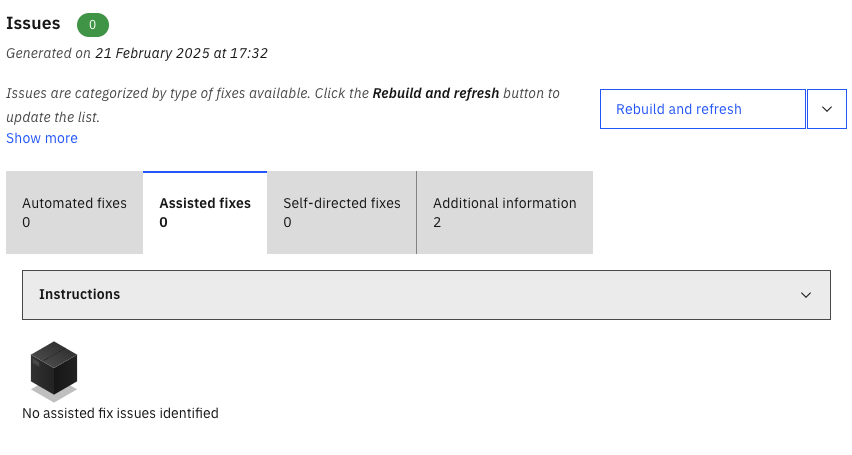 Issues 0
Generated on 21 February 2025 at 17:32
Issues are categorized by type of fixes available. Click the Rebuild and refresh button to
update the list.
Show more
Rebuild and refresh
Automated fixes
0
Assisted fixes
0
Self-directed fixes
0
Additional information
2
Instructions
No assisted fix issues identified